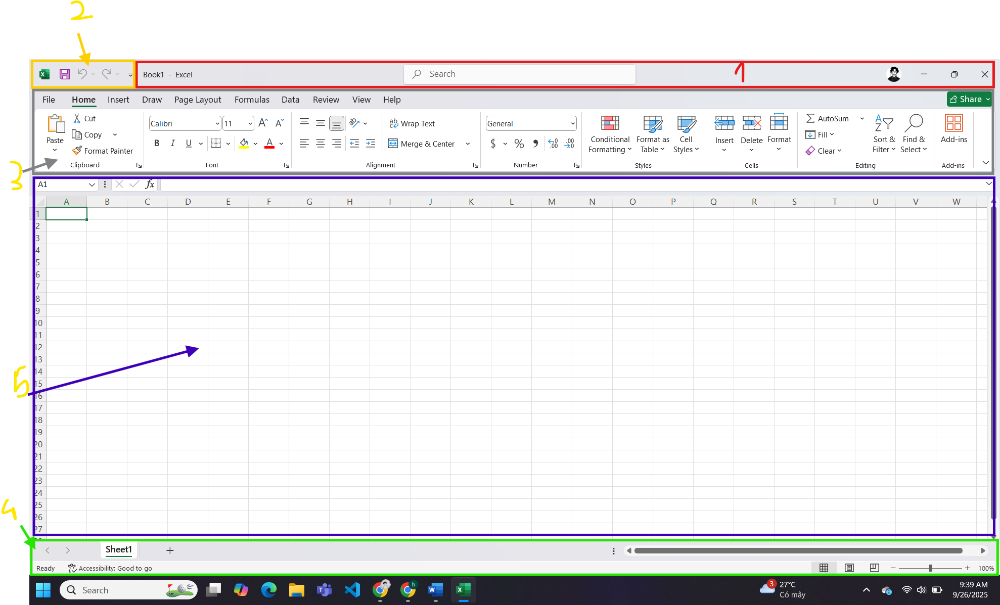 2
1
Book1 - Excel
Search
File Home Insert Draw Page Layout Formulas Data Review View Help
Share
Paste
Cut
Copy
Format Painter
Clipboard
Calibri 11
B I U A
Font
ab Wrap Text
Merge & Center
Alignment
General
$ % 9 .00 .00
Number
Conditional Formatting
Format as Table
Cell Styles
Styles
Insert Delete Format
Cells
AutoSum
Fill
Clear
Sort & Filter
Find & Select
Editing
Add-ins
Add-ins
3
A1 fx
A B C D E F G H I J K L M N O P Q R S T U V W
1
2
3
4
5
6
7
8
9
10
11
12
13
14
15
16
17
18
19
20
21
22
23
24
25
26
27
5
4
Sheet1
Ready Accessibility: Good to go 100%
Search
3 27°C
Có mây
9:39 AM
9/26/2025